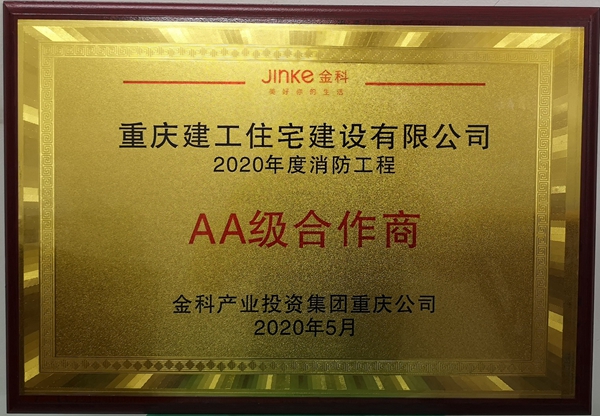 JINKE 金科
美好你的生活
重庆建工住宅建设有限公司
2020年度消防工程
AA级合作商
金科产业投资集团重庆公司
2020年5月